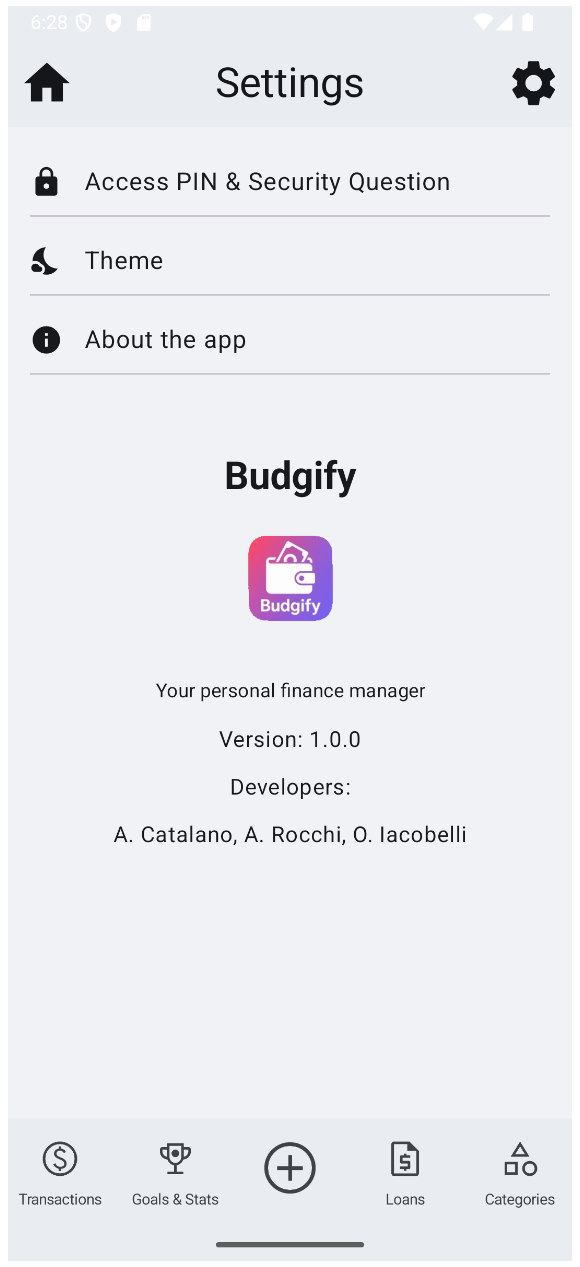 6:28
Settings
Access PIN & Security Question
Theme
About the app
Budgify
Budgify
Your personal finance manager
Version: 1.0.0
Developers:
A. Catalano, A. Rocchi, O. Iacobelli
Transactions
Goals & Stats
Loans
Categories